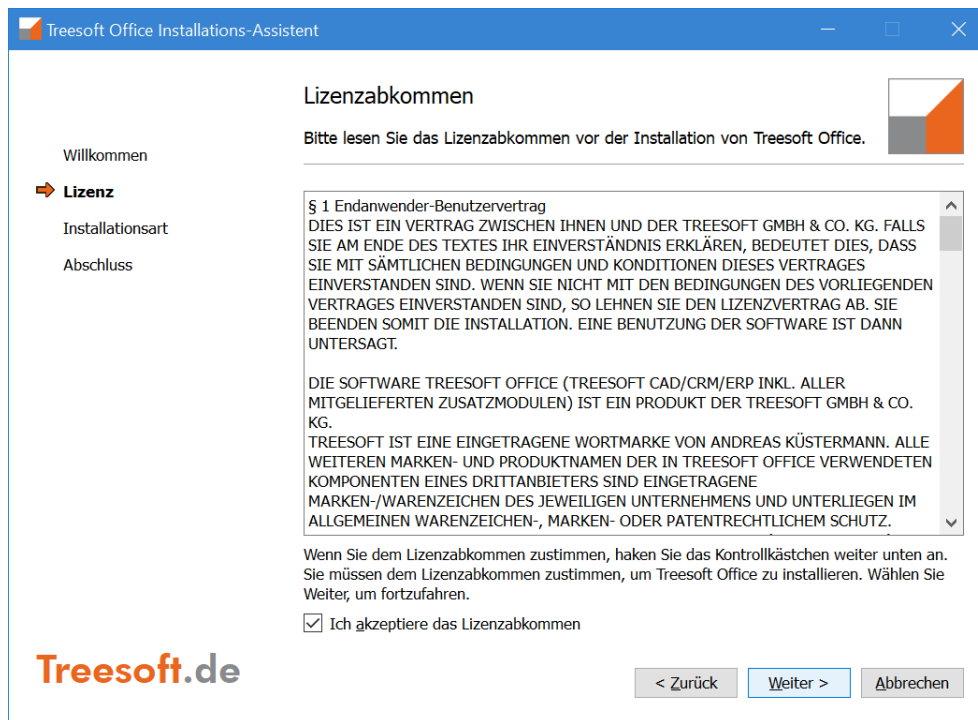 Treesoft Office Installations-Assistent
Lizenzabkommen
Bitte lesen Sie das Lizenzabkommen vor der Installation von Treesoft Office.
Willkommen
Lizenz
Installationsart
Abschluss
§ 1 Endanwender-Benutzervertrag
DIES IST EIN VERTRAG ZWISCHEN IHNEN UND DER TREESOFT GMBH & CO. KG. FALLS
SIE AM ENDE DES TEXTES IHR EINVERSTÄNDNIS ERKLÄREN, BEDEUTET DIES, DASS
SIE MIT SÄMTLICHEN BEDINGUNGEN UND KONDITIONEN DIESES VERTRAGES
EINVERSTANDEN SIND. WENN SIE NICHT MIT DEN BEDINGUNGEN DES VORLIEGENDEN
VERTRAGES EINVERSTANDEN SIND, SO LEHNEN SIE DEN LIZENZVERTRAG AB. SIE
BEENDEN SOMIT DIE INSTALLATION. EINE BENUTZUNG DER SOFTWARE IST DANN
UNTERSAGT.
DIE SOFTWARE TREESOFT OFFICE (TREESOFT CAD/CRM/ERP INKL. ALLER
MITGELIEFERTEN ZUSATZMODULEN) IST EIN PRODUKT DER TREESOFT GMBH & CO.
KG.
TREESOFT IST EINE EINGETRAGENE WORTMARKE VON ANDREAS KÜSTERMANN. ALLE
WEITEREN MARKEN- UND PRODUKTNAMEN DER IN TREESOFT OFFICE VERWENDETEN
KOMPONENTEN EINES DRITTANBIETERS SIND EINGETRAGENE
MARKEN-/WARENZEICHEN DES JEWEILIGEN UNTERNEHMENS UND UNTERLIEGEN IM
ALLGEMEINEN WARENZEICHEN-, MARKEN- ODER PATENTRECHTLICHEM SCHUTZ.
Wenn Sie dem Lizenzabkommen zustimmen, haken Sie das Kontrollkästchen weiter unten an.
Sie müssen dem Lizenzabkommen zustimmen, um Treesoft Office zu installieren. Wählen Sie
Weiter, um fortzufahren.
Ich akzeptiere das Lizenzabkommen
Treesoft.de
< Zurück
Weiter >
Abbrechen